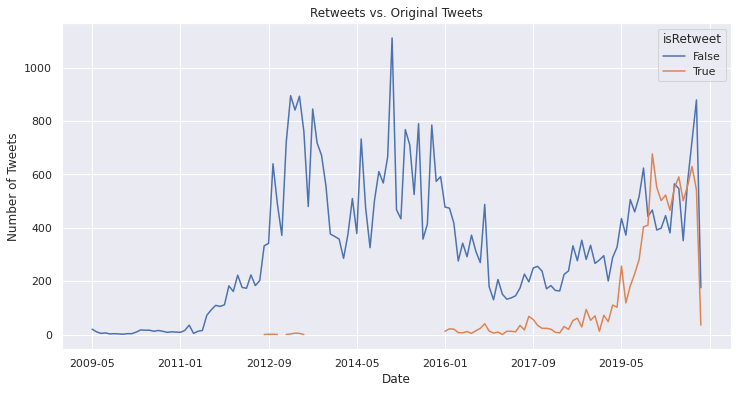 Retweets vs. Original Tweets
isRetweet
False
True
Number of Tweets
1000
800
600
400
200
0
2009-05 2011-01 2012-09 2014-05 2016-01 2017-09 2019-05
Date